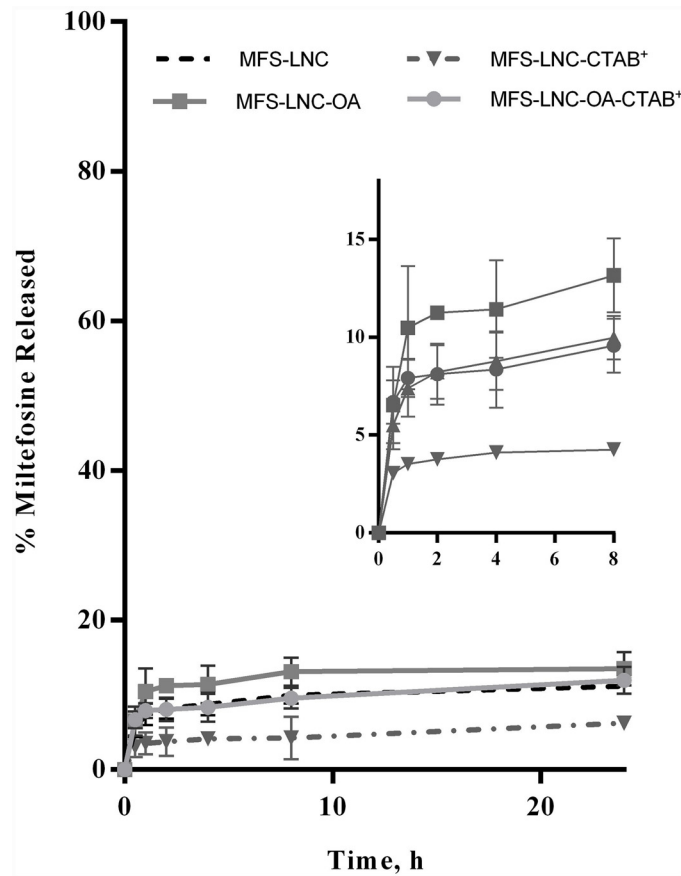 100
MFS-LNC
MFS-LNC-CTAB⁺
MFS-LNC-OA
MFS-LNC-OA-CTAB⁺
80
15
60
10
% Miltefosine Released
5
40
0
0 2 4 6 8
20
0
0 10 20
Time, h